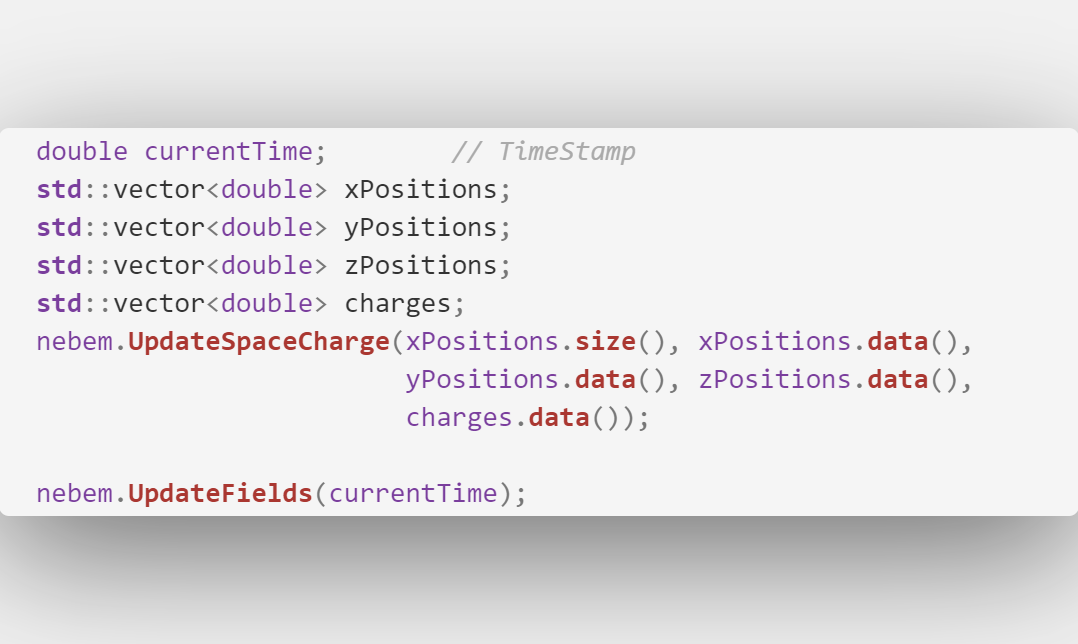 double currentTime;        // TimeStamp
std::vector<double> xPositions;
std::vector<double> yPositions;
std::vector<double> zPositions;
std::vector<double> charges;
nebem.UpdateSpaceCharge(xPositions.size(), xPositions.data(),
                        yPositions.data(), zPositions.data(),
                        charges.data());

nebem.UpdateFields(currentTime);